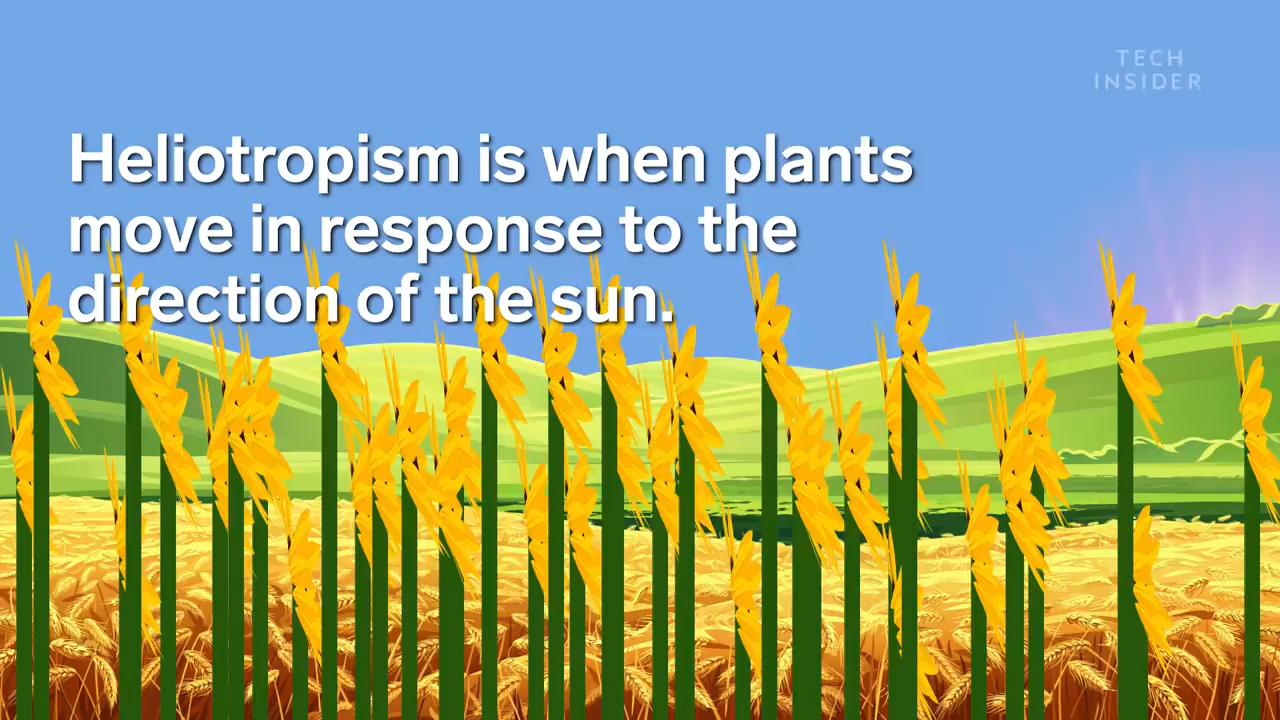 TECH
INSIDER
Heliotropism is when plants
move in response to the
direction of the sun.